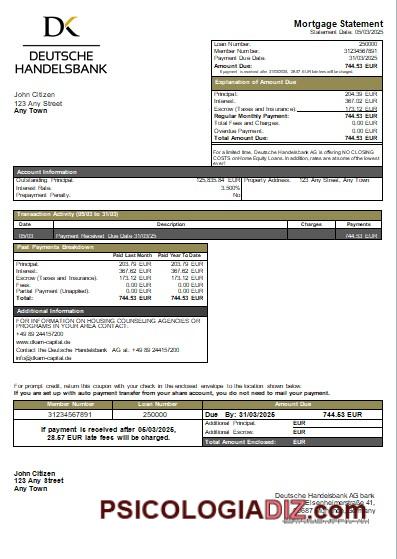 DK
DEUTSCHE
HANDELSBANK
Mortgage Statement
Statement Date: 05/03/2025
Loan Number: 250000
Member Number: 31234567891
Payment Due Date: 31/03/2025
Amount Due: 744.53 EUR
If payment is received after 31/03/2025, 28.57 EUR late fees will be charged.
John Citizen
123 Any Street
Any Town
Explanation of Amount Due
Principal: 204.39 EUR
Interest: 367.02 EUR
Escrow (Taxes and Insurance): 173.12 EUR
Regular Monthly Payment: 744.53 EUR
Total Fees and Charges: 0.00 EUR
Overdue Payment: 0.00 EUR
Total Amount Due: 744.53 EUR
For a limited time, Deutsche Handelsbank AG is offering NO CLOSING
COSTS on Home Equity Loans. In addition, rates are at some of the lowest
ever!
Account Information
Outstanding Principal: 125,835.84 EUR Property Address: 123 Any Street, Any Town
Interest Rate: 3.500%
Prepayment Penalty: No
Transaction Activity (05/03 to 31/03)
Date Description Charges Payments
05/03 Payment Received Due Date 31/03/25 744.53 EUR
Past Payments Breakdown
Paid Last Month Paid Year To Date
Principal: 203.79 EUR 203.79 EUR
Interest: 367.62 EUR 367.62 EUR
Escrow (Taxes and Insurance): 173.12 EUR 173.12 EUR
Fees: 0.00 EUR 0.00 EUR
Partial Payment (Unapplied): 0.00 EUR 0.00 EUR
Total: 744.53 EUR 744.53 EUR
Additional Information
FOR INFORMATION ON HOUSING COUNSELING AGENCIES OR
PROGRAMS IN YOUR AREA CONTACT:
+49 89 244157200
www.dkam-capital.de
Contact the Deutsche Handelsbank AG at: +49 89 244157200
info@dkam-capital.de
For prompt credit, return this coupon with your check in the enclosed envelope to the location shown below.
If you are set up with auto payment transfer from your share account, you do not need to mail your payment.
Member Number Loan Number Amount Due
31234567891 250000 Due By: 31/03/2025 744.53 EUR
If payment is received after 05/03/2025,
28.57 EUR late fees will be charged.
Additional Principal: EUR
Additional Escrow: EUR
Total Amount Enclosed: EUR
John Citizen
123 Any Street
Any Town
Deutsche Handelsbank AG bank
Elsenheimerstraße 41,
Germany
PSICOLOGIADIZ.com